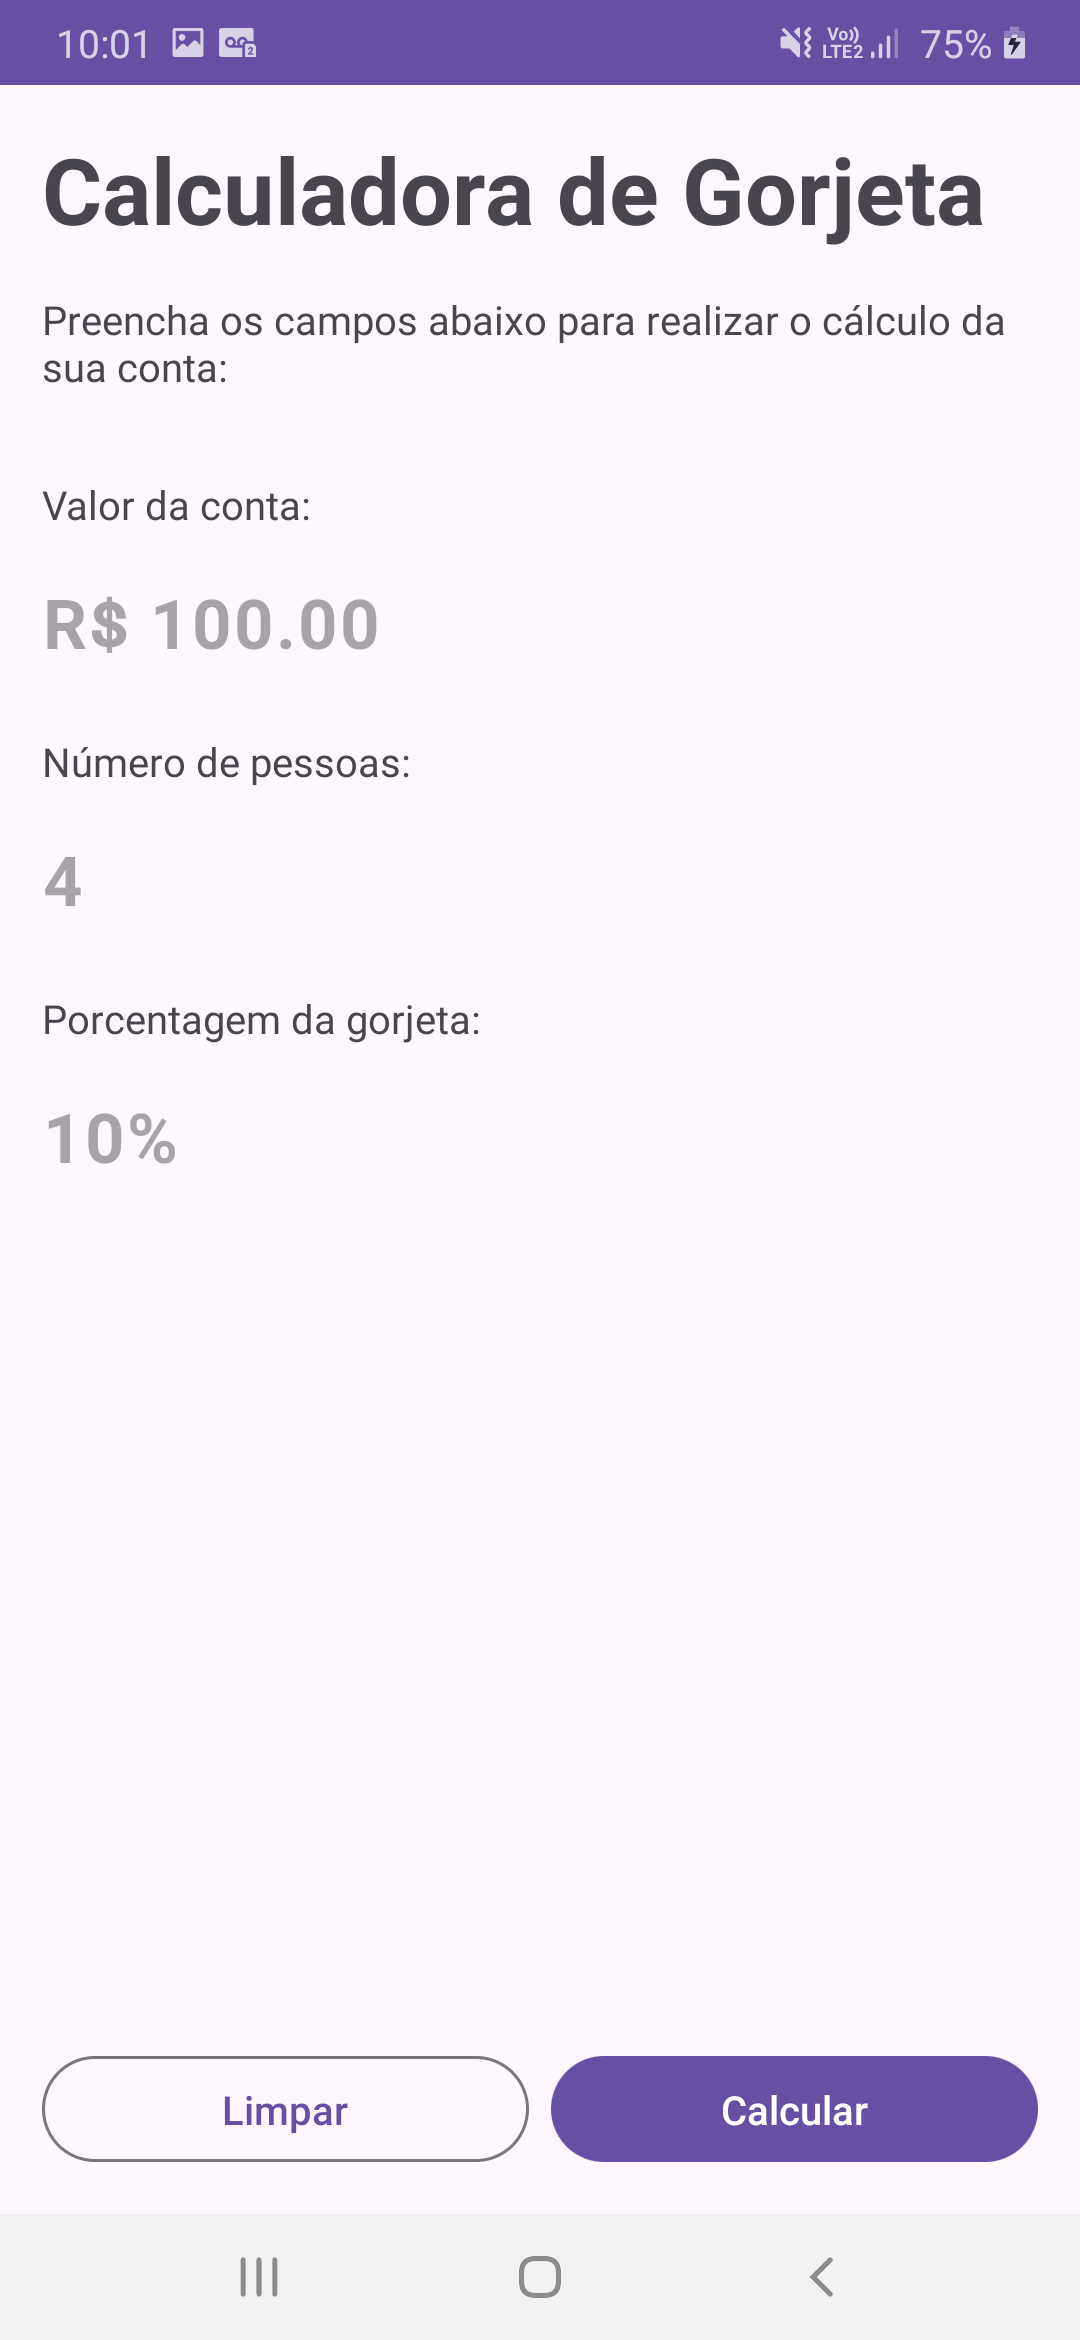 10:01
Vo)) LTE2 75%
Calculadora de Gorjeta
Preencha os campos abaixo para realizar o cálculo da
sua conta:
Valor da conta:
R$ 100.00
Número de pessoas:
4
Porcentagem da gorjeta:
10%
Limpar
Calcular